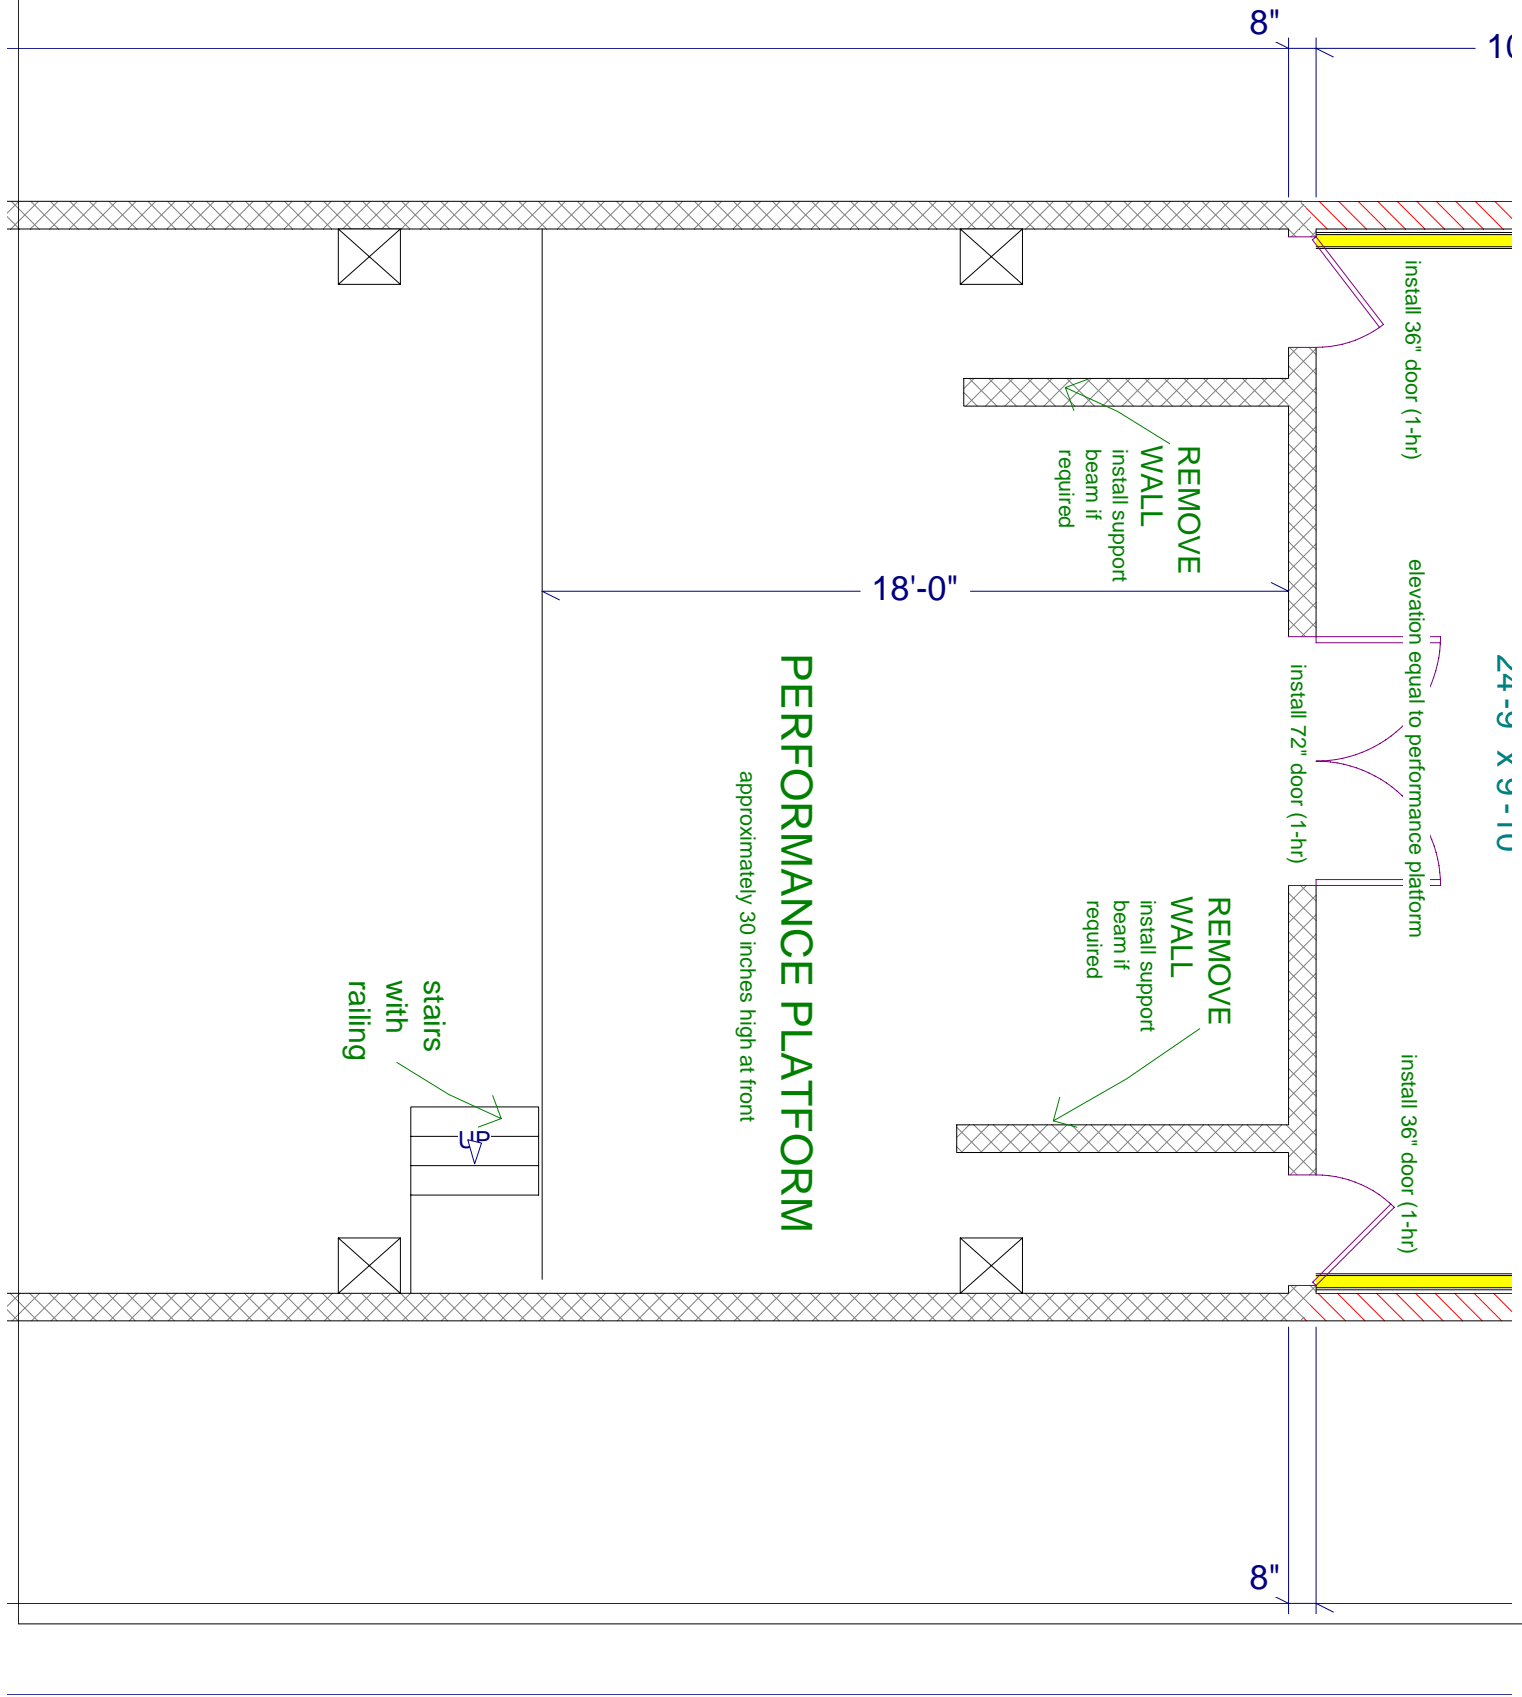 8"
install 36" door (1-hr)
REMOVE
WALL
install support
beam if
required
18'-0"
elevation equal to performance platform
install 72" door (1-hr)
PERFORMANCE PLATFORM
approximately 30 inches high at front
REMOVE
WALL
install support
beam if
required
stairs
with
railing
UP
install 36" door (1-hr)
8"